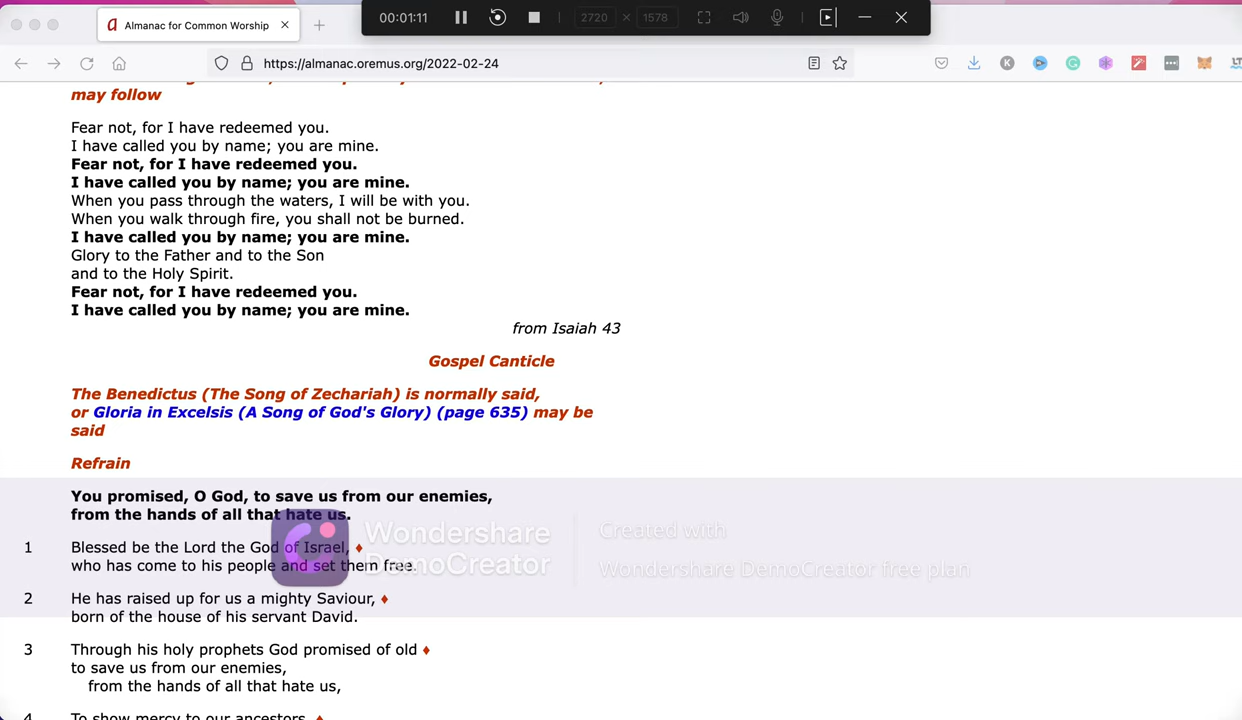 00:01:11
2720 × 1578
Almanac for Common Worship
https://almanac.oremus.org/2022-02-24
may follow
Fear not, for I have redeemed you.
I have called you by name; you are mine.
Fear not, for I have redeemed you.
I have called you by name; you are mine.
When you pass through the waters, I will be with you.
When you walk through fire, you shall not be burned.
I have called you by name; you are mine.
Glory to the Father and to the Son
and to the Holy Spirit.
Fear not, for I have redeemed you.
I have called you by name; you are mine.
from Isaiah 43
Gospel Canticle
The Benedictus (The Song of Zechariah) is normally said,
or Gloria in Excelsis (A Song of God's Glory) (page 635) may be
said
Refrain
You promised, O God, to save us from our enemies,
from the hands of all that hate us.
1 Blessed be the Lord the God of Israel, ♦
who has come to his people and set them free.
2 He has raised up for us a mighty Saviour, ♦
born of the house of his servant David.
3 Through his holy prophets God promised of old ♦
to save us from our enemies,
from the hands of all that hate us,
4 To show mercy to our ancestors, ♦
Wondershare
DemoCreator
Created with
Wondershare DemoCreator free plan